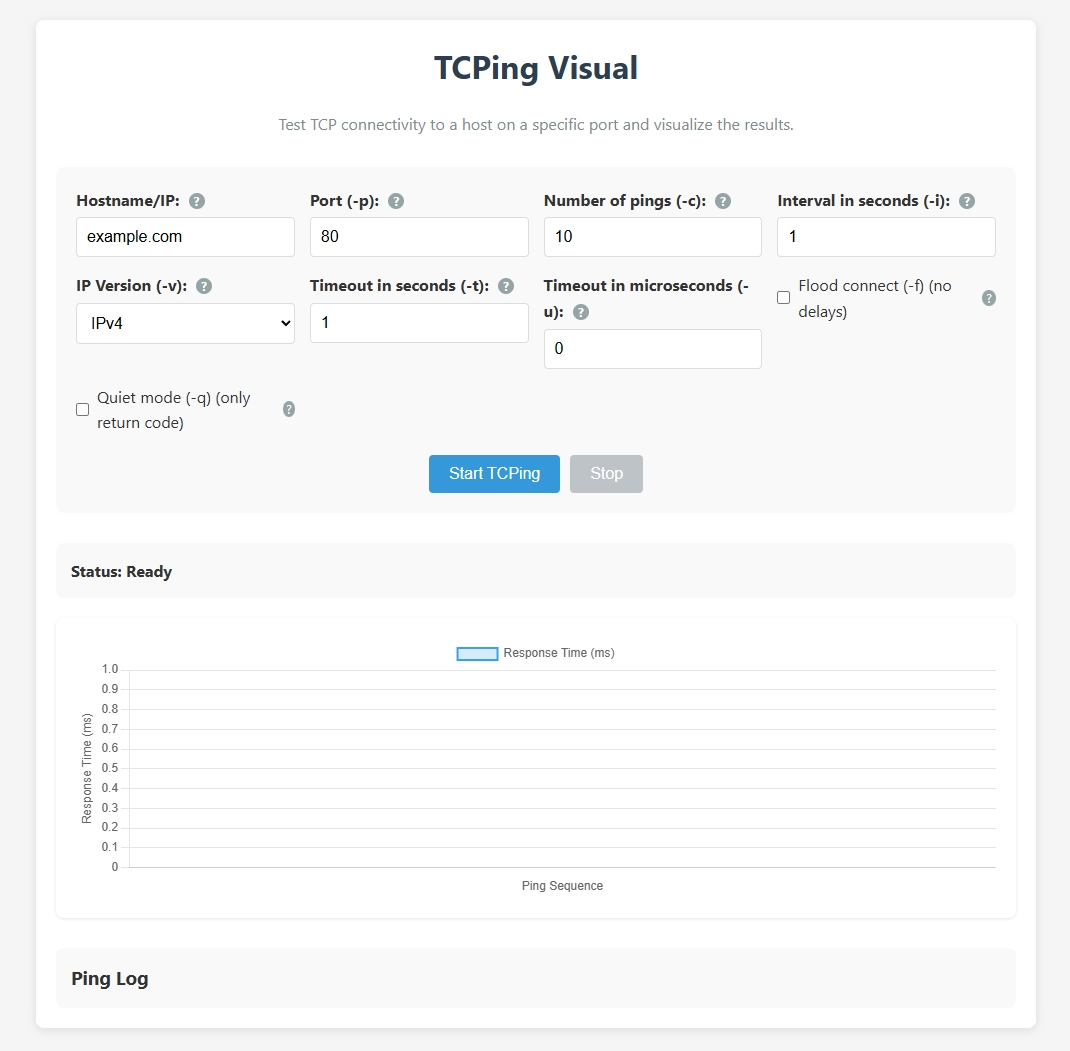 TCPing Visual
Test TCP connectivity to a host on a specific port and visualize the results.
Hostname/IP: ?
Port (-p): ?
Number of pings (-c): ?
Interval in seconds (-i): ?
example.com
80
10
1
IP Version (-v): ?
Timeout in seconds (-t): ?
Timeout in microseconds (-
u): ?
Flood connect (-f) (no
delays) ?
IPv4
1
0
Quiet mode (-q) (only
return code) ?
Start TCPing
Stop
Status: Ready
Response Time (ms)
1.0
0.9
0.8
0.7
0.6
0.5
0.4
0.3
0.2
0.1
0
Response Time (ms)
Ping Sequence
Ping Log